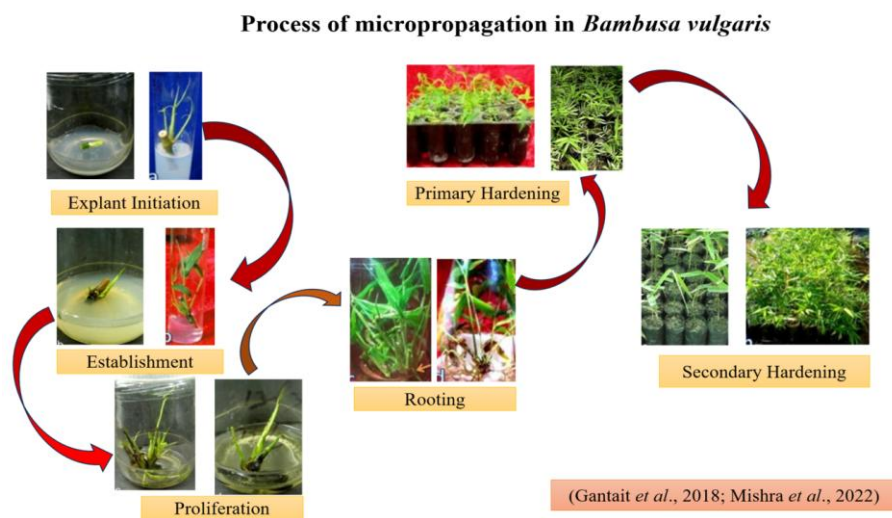 Process of micropropagation in Bambusa vulgaris
Explant Initiation
Establishment
Proliferation
Rooting
Primary Hardening
Secondary Hardening
(Gantait et al., 2018; Mishra et al., 2022)